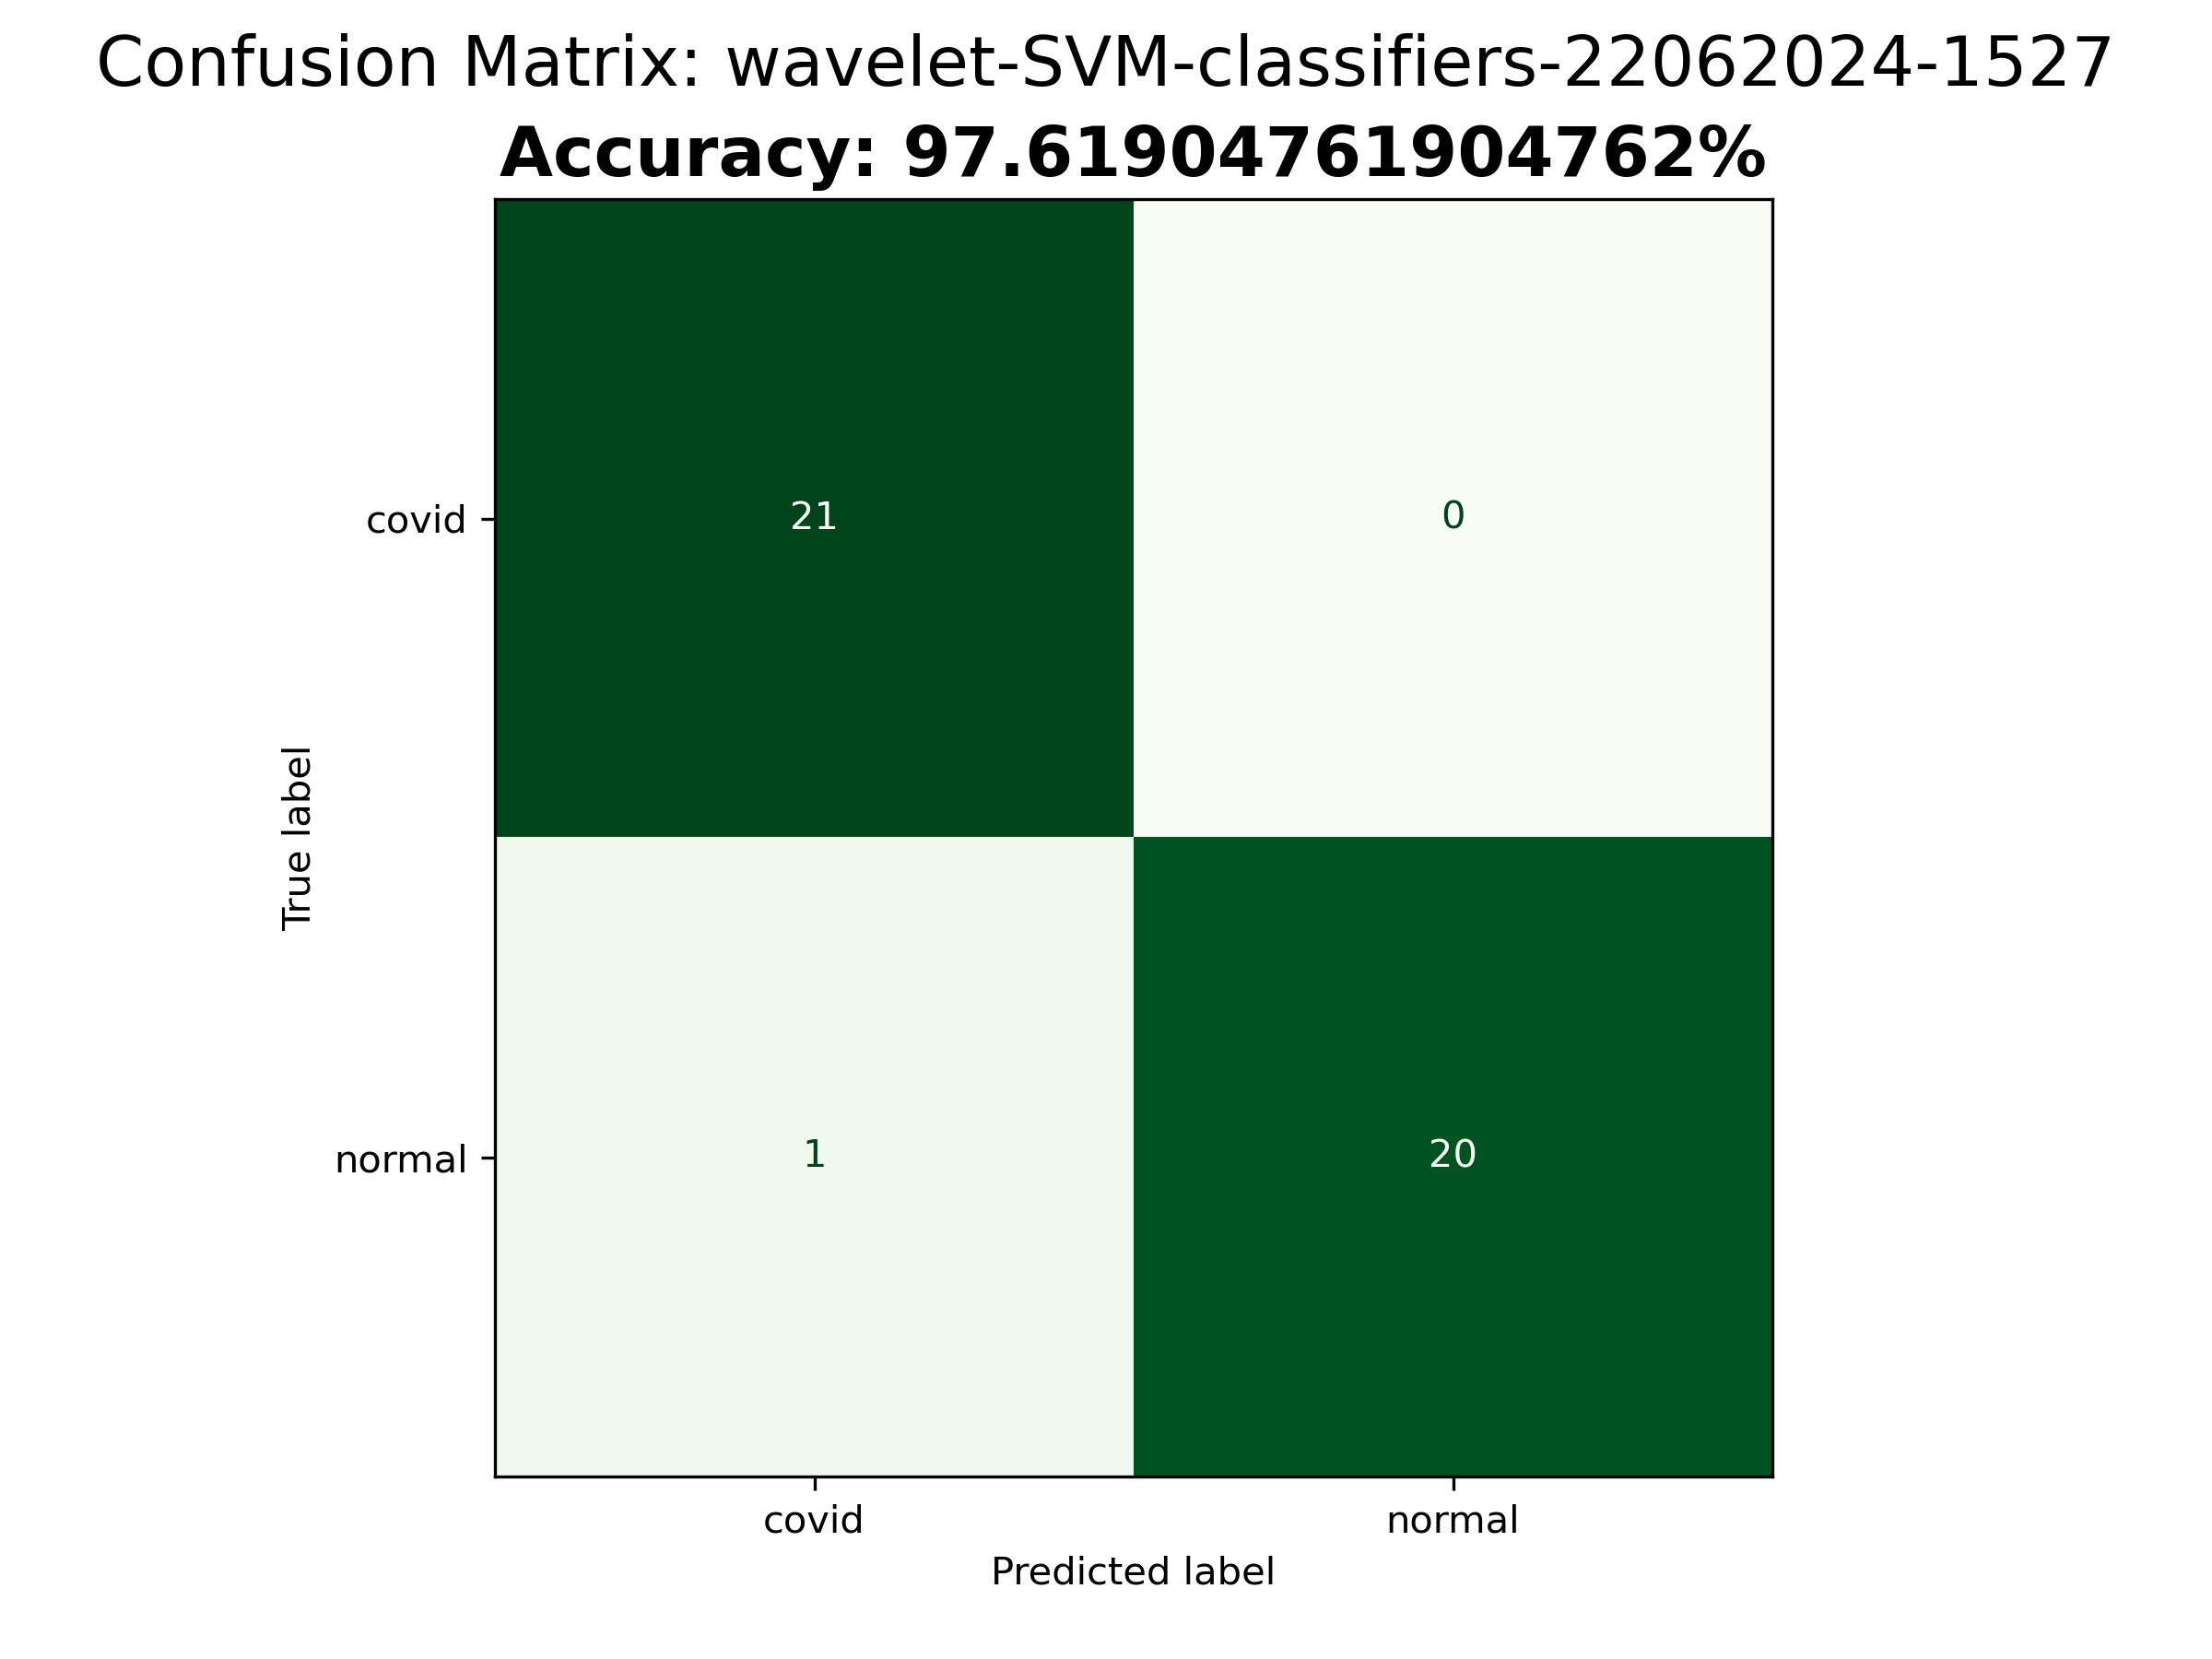 Confusion Matrix: wavelet-SVM-classifiers-22062024-1527
Accuracy: 97.61904761904762%
covid
21
0
True label
normal
1
20
covid
normal
Predicted label